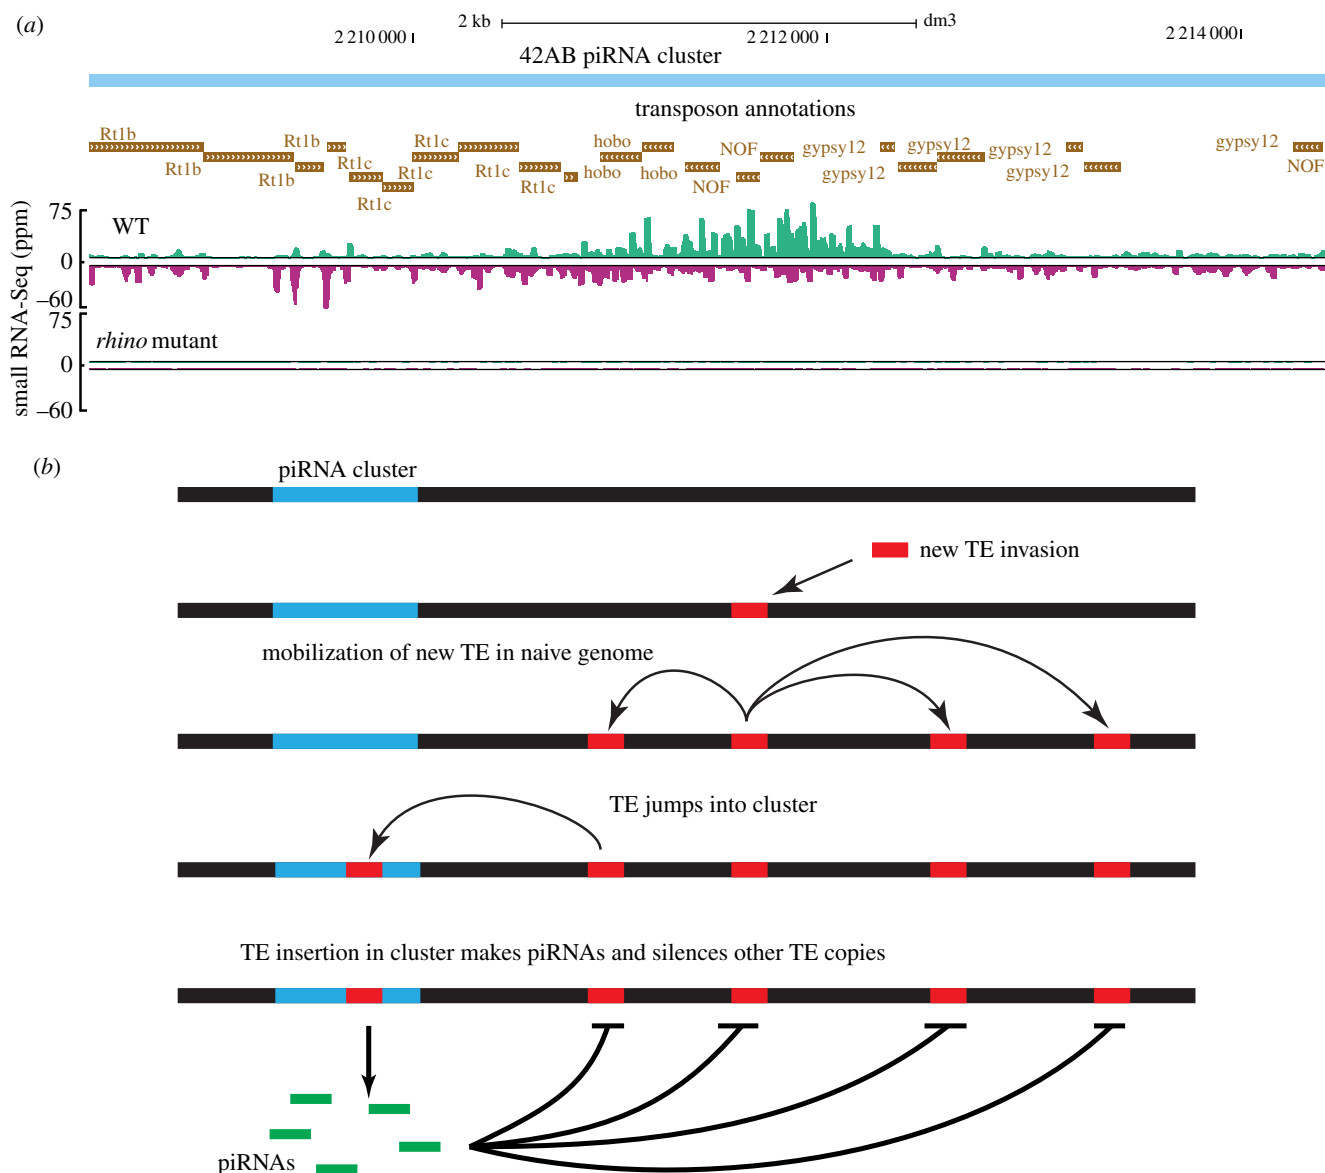 (a)
2 kb
dm3
2 210 000
2 212 000
2 214 000
42AB piRNA cluster
transposon annotations
Rt1b
Rt1b
Rt1b
Rt1b
Rt1c
Rt1c
Rt1c
Rt1c
Rt1c
Rt1c
hobo
hobo
hobo
NOF
NOF
gypsy12
gypsy12
gypsy12
gypsy12
gypsy12
gypsy12
NOF
small RNA-Seq (ppm)
75
WT
0
–60
75
rhino mutant
0
–60
(b)
piRNA cluster
new TE invasion
mobilization of new TE in naive genome
TE jumps into cluster
TE insertion in cluster makes piRNAs and silences other TE copies
piRNAs